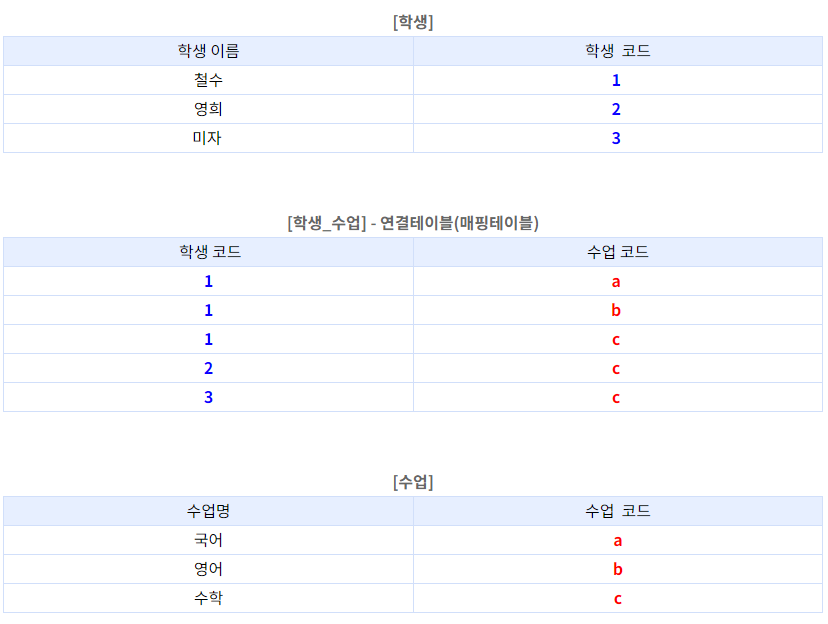 [학생]
학생 이름 학생 코드
철수 1
영희 2
미자 3
[학생_수업] - 연결테이블(매핑테이블)
학생 코드 수업 코드
1 a
1 b
1 c
2 c
3 c
[수업]
수업명 수업 코드
국어 a
영어 b
수학 c